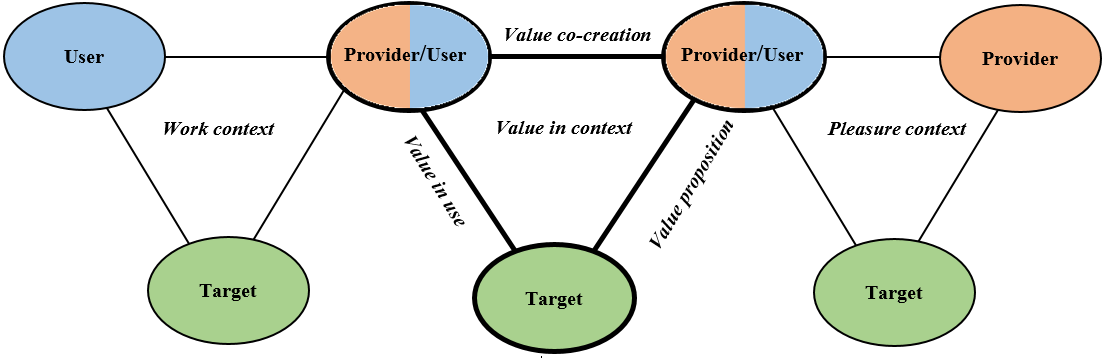 User
Provider/User
Value co-creation
Provider/User
Provider
Work context
Value in context
Pleasure context
Value in use
Value proposition
Target
Target
Target